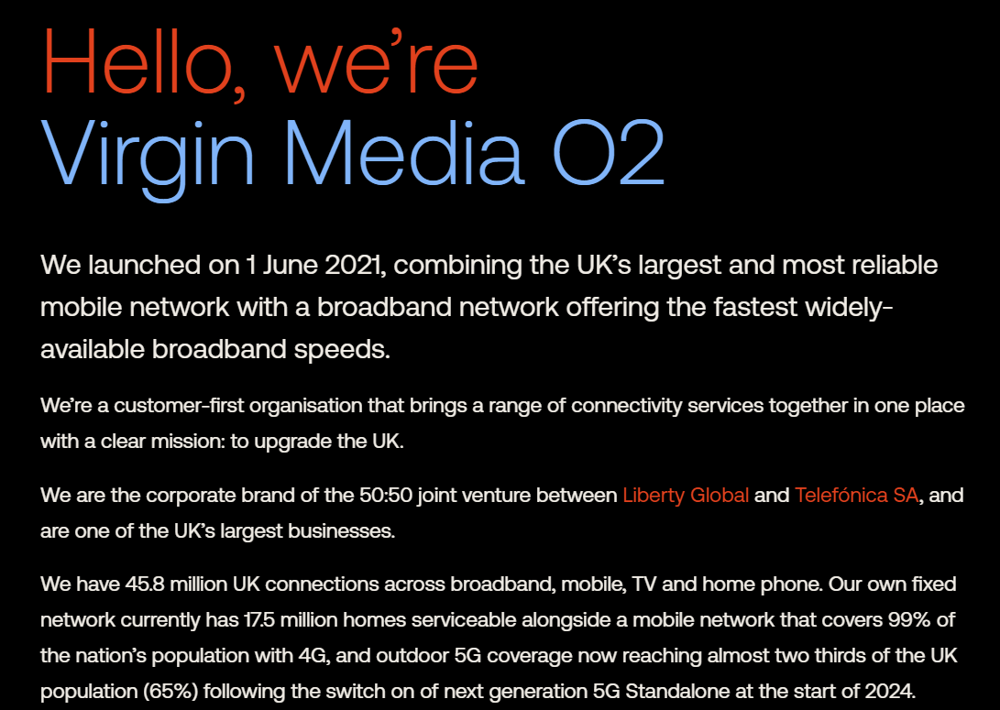 Hello, we’re
Virgin Media O2
We launched on 1 June 2021, combining the UK’s largest and most reliable
mobile network with a broadband network offering the fastest widely-
available broadband speeds.
We’re a customer-first organisation that brings a range of connectivity services together in one place
with a clear mission: to upgrade the UK.
We are the corporate brand of the 50:50 joint venture between Liberty Global and Telefónica SA, and
are one of the UK’s largest businesses.
We have 45.8 million UK connections across broadband, mobile, TV and home phone. Our own fixed
network currently has 17.5 million homes serviceable alongside a mobile network that covers 99% of
the nation’s population with 4G, and outdoor 5G coverage now reaching almost two thirds of the UK
population (65%) following the switch on of next generation 5G Standalone at the start of 2024.